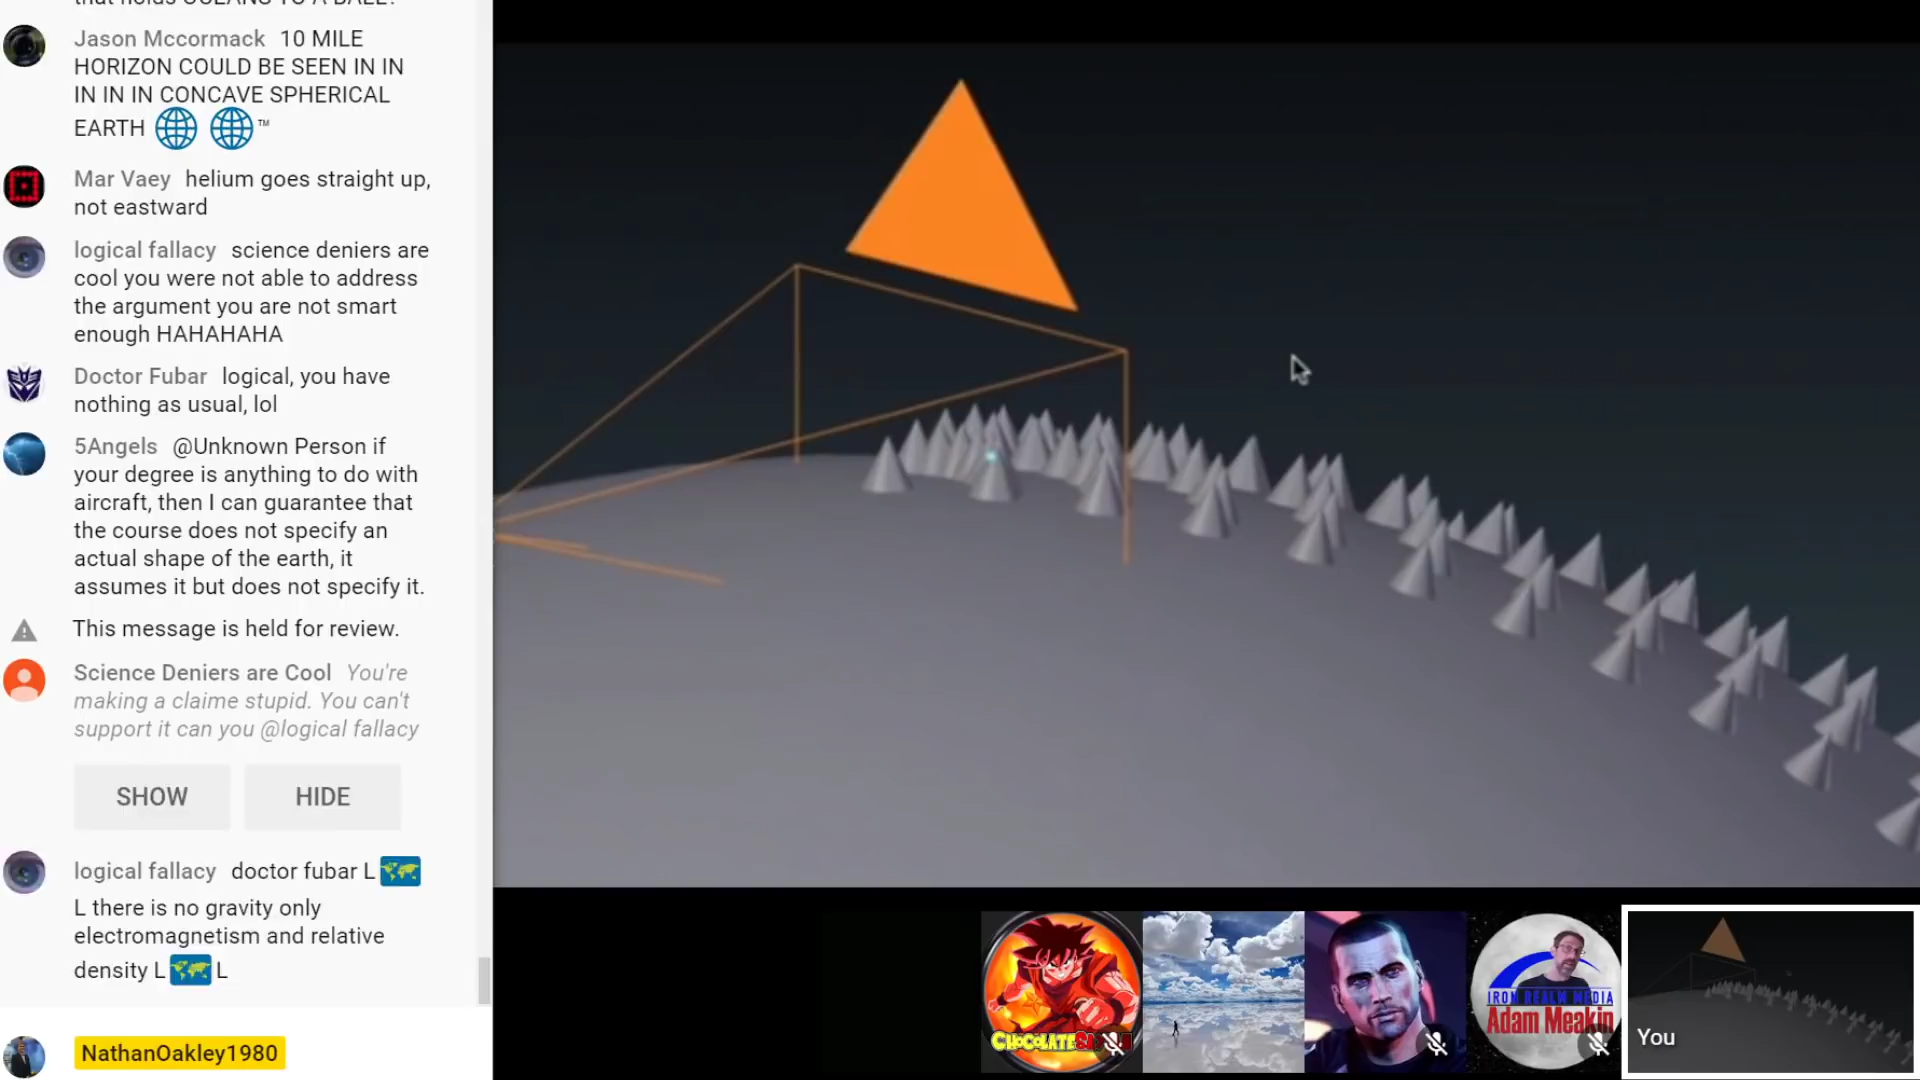 that holds OCEANS TO A BALL?
Jason Mccormack 10 MILE
HORIZON COULD BE SEEN IN IN
IN IN IN CONCAVE SPHERICAL
EARTH ™
Mar Vaey helium goes straight up,
not eastward
logical fallacy science deniers are
cool you were not able to address
the argument you are not smart
enough HAHAHAHA
Doctor Fubar logical, you have
nothing as usual, lol
5Angels @Unknown Person if
your degree is anything to do with
aircraft, then I can guarantee that
the course does not specify an
actual shape of the earth, it
assumes it but does not specify it.
This message is held for review.
Science Deniers are Cool You're
making a claime stupid. You can't
support it can you @logical fallacy
SHOW HIDE
logical fallacy doctor fubar L
L there is no gravity only
electromagnetism and relative
density L L
NathanOakley1980
IRON REALM MEDIA
Adam Meakin
You